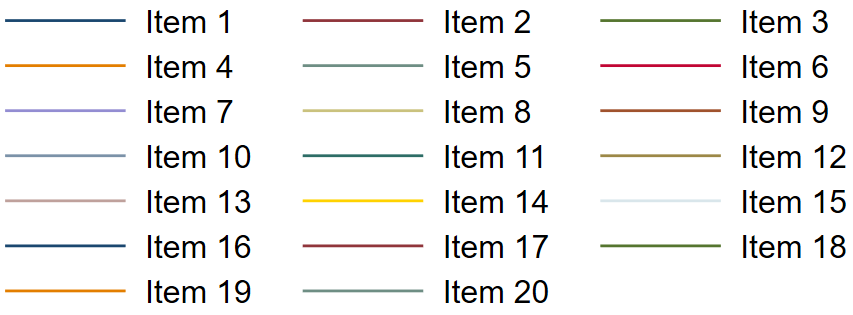 Item 1 Item 2 Item 3
Item 4 Item 5 Item 6
Item 7 Item 8 Item 9
Item 10 Item 11 Item 12
Item 13 Item 14 Item 15
Item 16 Item 17 Item 18
Item 19 Item 20